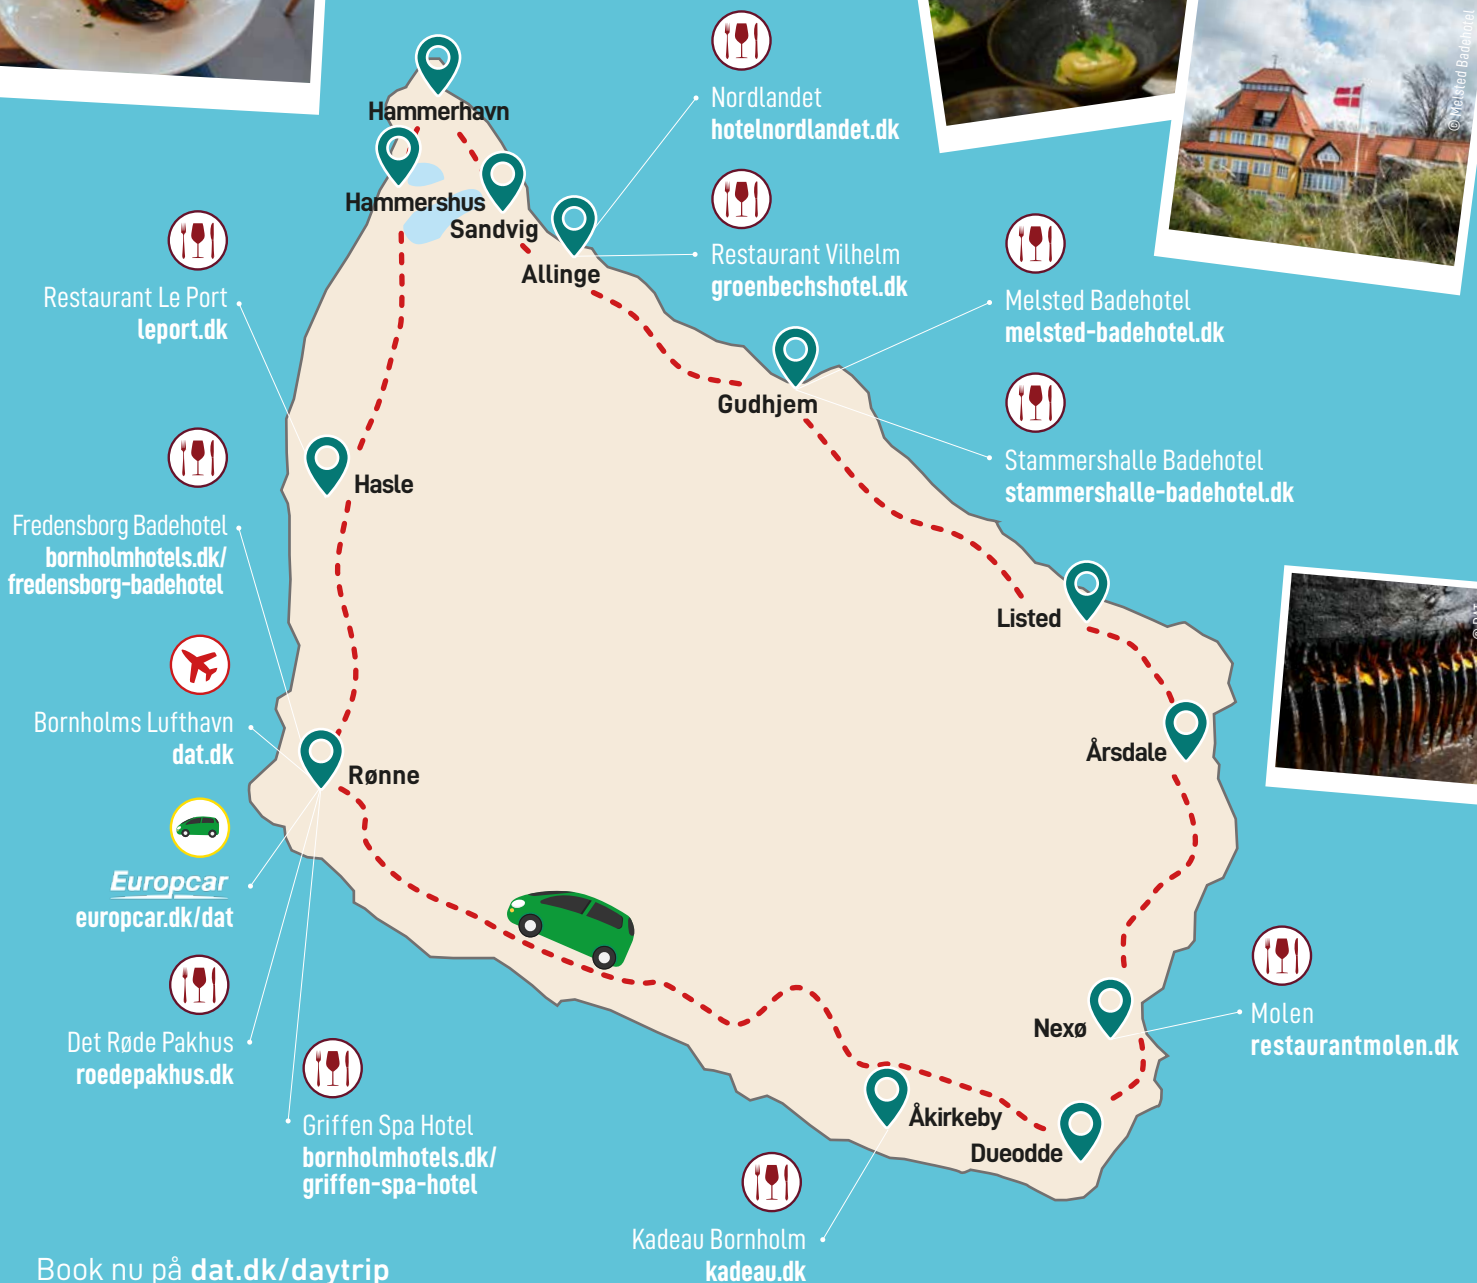 © Melsted Badehotel
Hammerhavn
Nordlandet
hotelnordlandet.dk
Hammershus
Sandvig
Restaurant Vilhelm
groenbechshotel.dk
Allinge
Melsted Badehotel
melsted-badehotel.dk
Restaurant Le Port
leport.dk
Gudhjem
Stammershalle Badehotel
stammershalle-badehotel.dk
Hasle
Fredensborg Badehotel
bornholmhotels.dk/
fredensborg-badehotel
© DAT
Listed
Bornholms Lufthavn
dat.dk
Rønne
Årsdale
Europcar
europcar.dk/dat
Det Røde Pakhus
roedepakhus.dk
Nexø
Molen
restaurantmolen.dk
Griffen Spa Hotel
bornholmhotels.dk/
griffen-spa-hotel
Åkirkeby
Dueodde
Kadeau Bornholm
kadeau.dk
Book nu på dat.dk/daytrip